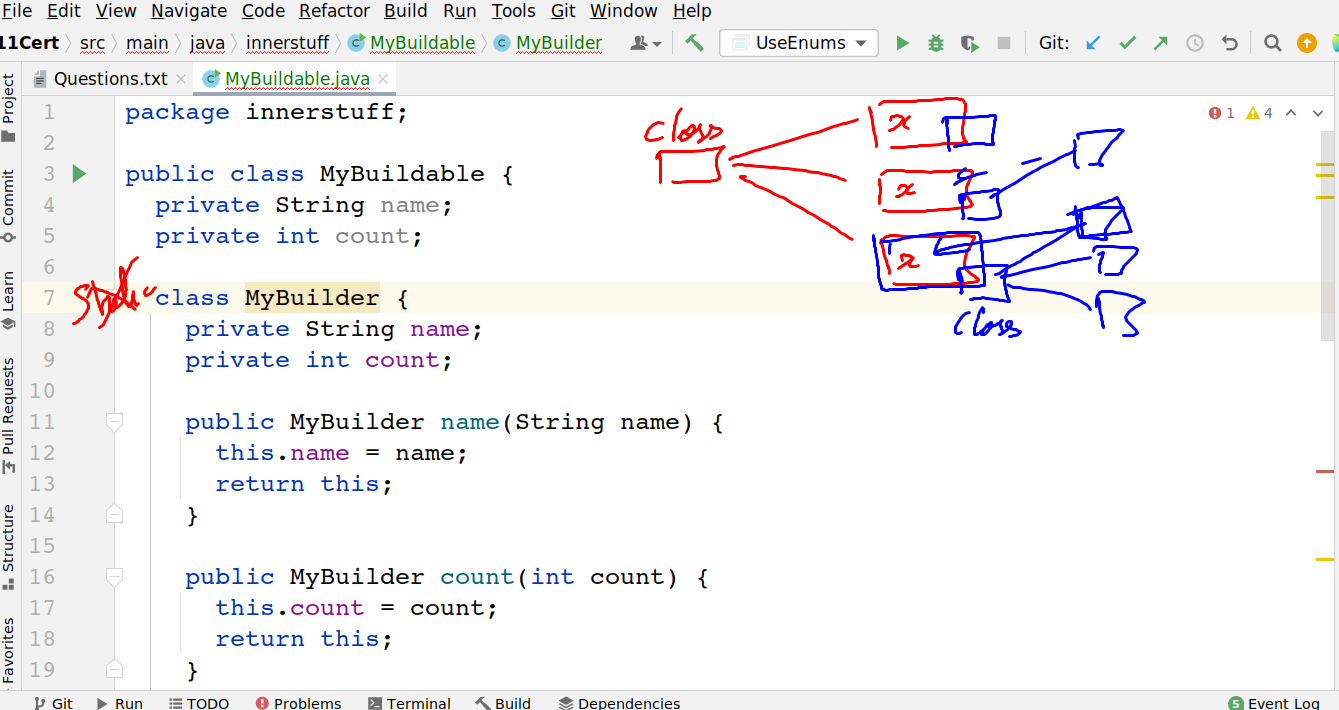 File Edit View Navigate Code Refactor Build Run Tools Git Window Help
11Cert src main java innerstuff MyBuildable MyBuilder UseEnums Git:
Questions.txt MyBuildable.java
Project
Commit
Learn
Pull Requests
Structure
Favorites
1 package innerstuff;
2
3 public class MyBuildable {
4 private String name;
5 private int count;
6
7 class MyBuilder {
8 private String name;
9 private int count;
10
11 public MyBuilder name(String name) {
12 this.name = name;
13 return this;
14 }
15
16 public MyBuilder count(int count) {
17 this.count = count;
18 return this;
19 }
1 4
class
x
x
x
class
Git Run TODO Problems Terminal Build Dependencies 5 Event Log